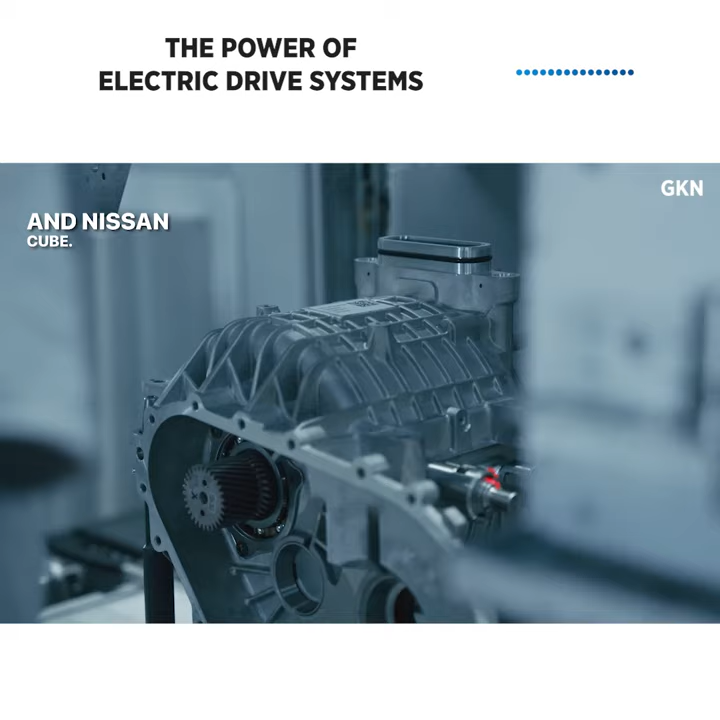 THE POWER OF
ELECTRIC DRIVE SYSTEMS
GKN
AND NISSAN
CUBE.